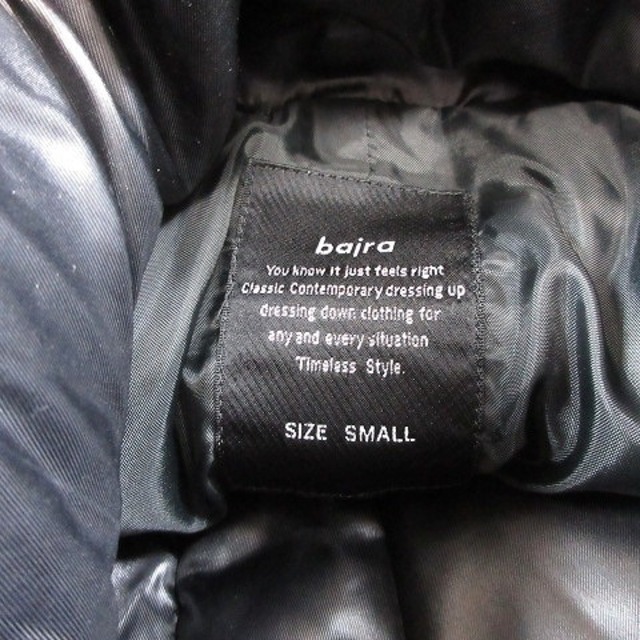 bajra
You know it just feels right
Classic Contemporary dressing up
dressing down clothing for
any and every situation
Timeless Style.
SIZE SMALL